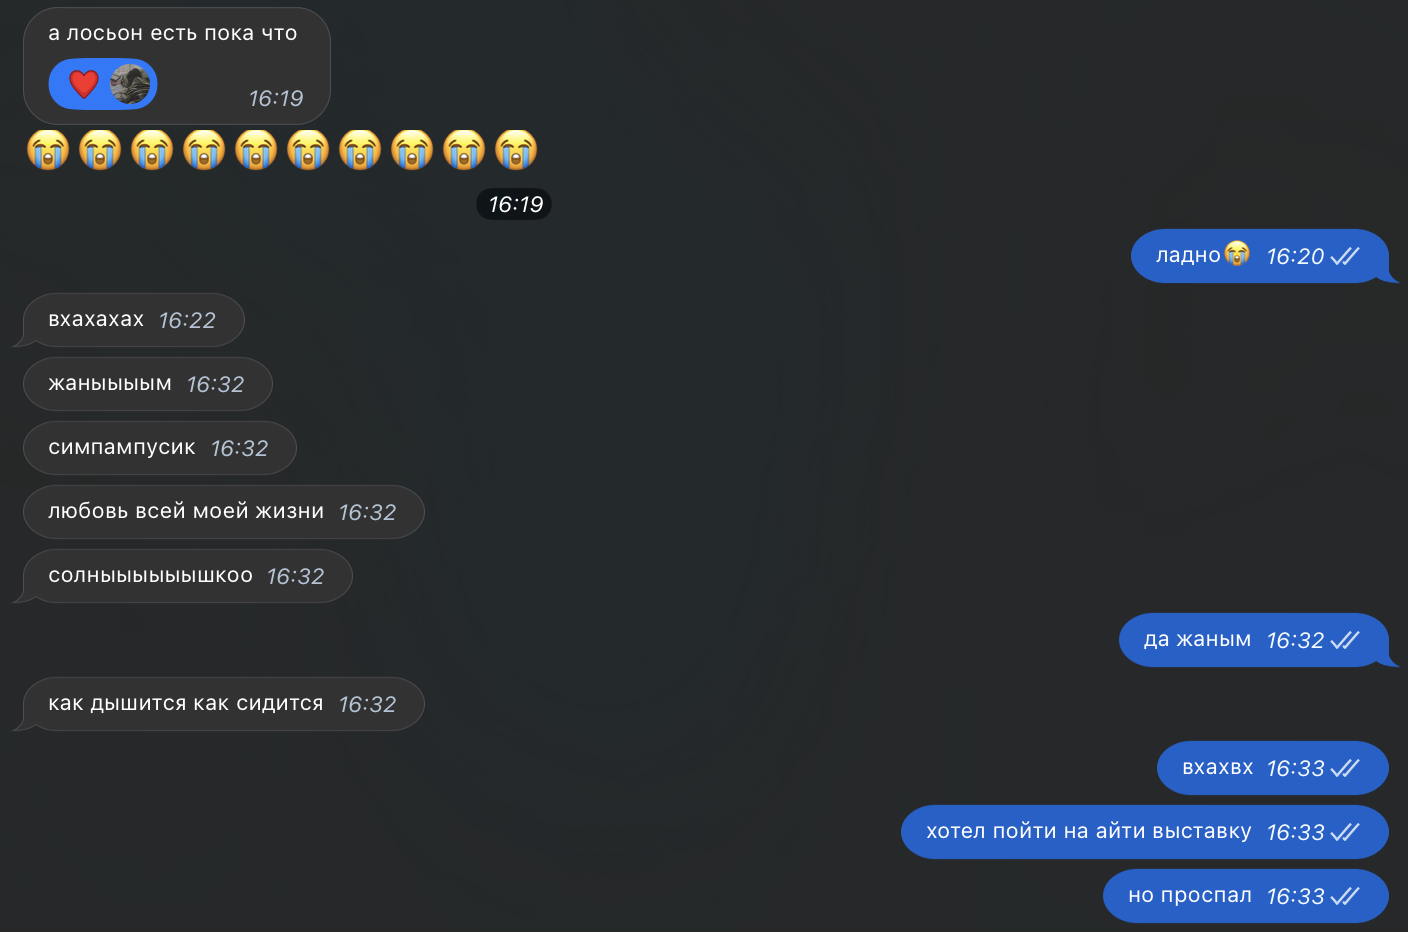 а лосьон есть пока что
❤️ 16:19
😭😭😭😭😭😭😭😭😭😭
16:19
ладно😭 16:20
вхахахах 16:22
жаныыыым 16:32
симпампусик 16:32
любовь всей моей жизни 16:32
солныыыыыышкоо 16:32
да жаным 16:32
как дышится как сидится 16:32
вхахвх 16:33
хотел пойти на айти выставку 16:33
но проспал 16:33